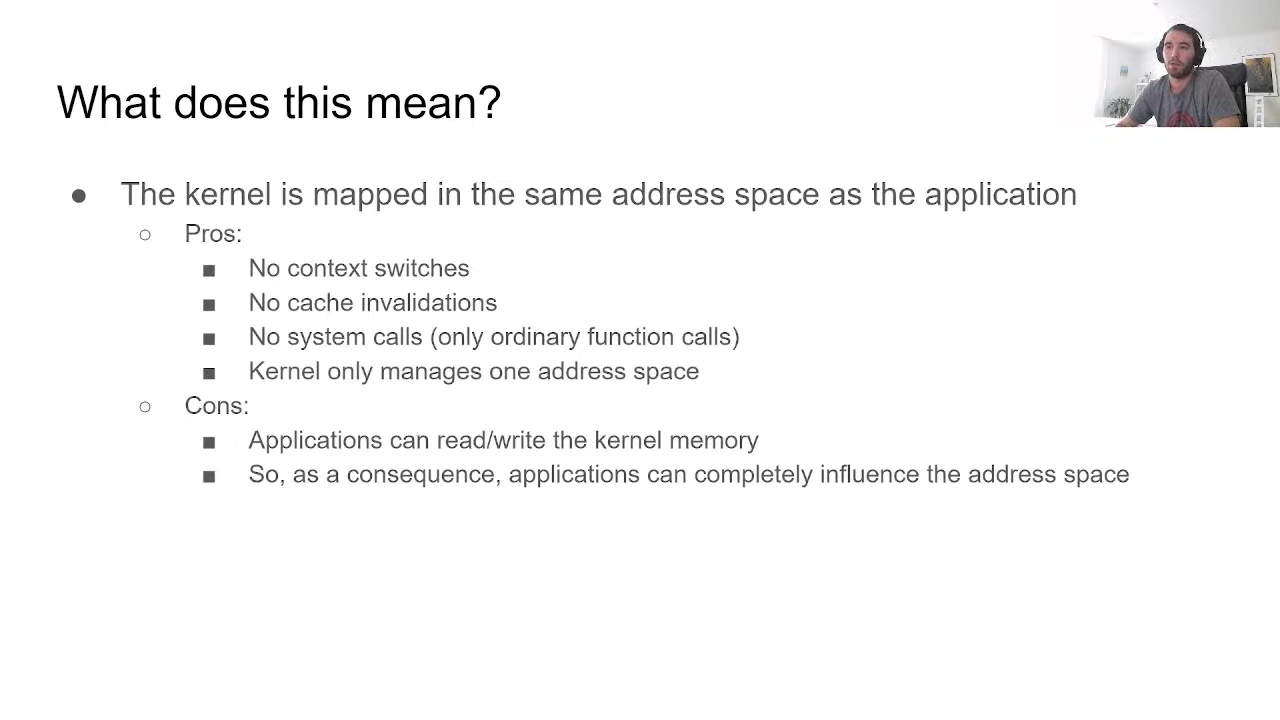 What does this mean?
● The kernel is mapped in the same address space as the application
○ Pros:
■ No context switches
■ No cache invalidations
■ No system calls (only ordinary function calls)
■ Kernel only manages one address space
○ Cons:
■ Applications can read/write the kernel memory
■ So, as a consequence, applications can completely influence the address space